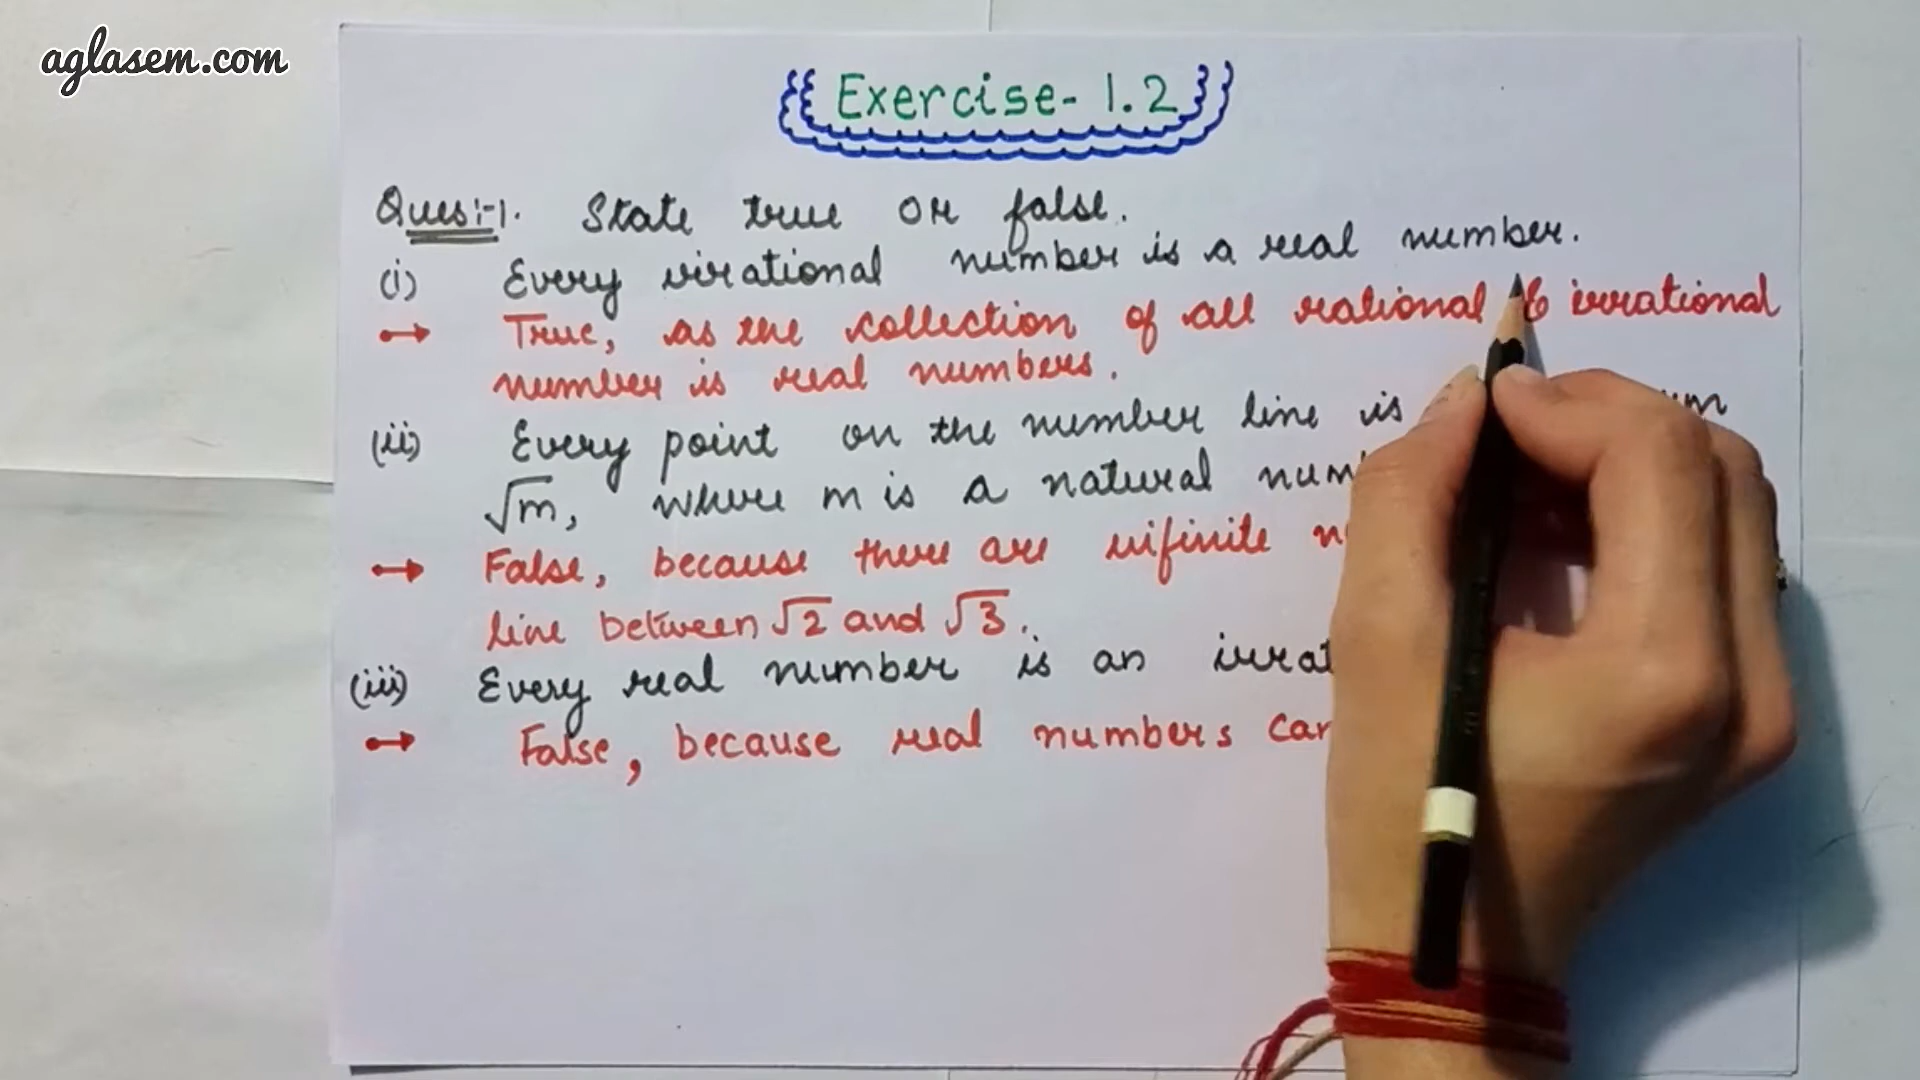 aglasem.com
Exercise- 1.2
Ques:-1. State true or false.
(i) Every irrational number is a real number.
True, as the collection of all rational & irrational
number is real numbers.
(ii) Every point on the number line is
√m, where m is a natural
False, because there are infinite
line between √2 and √3.
(iii) Every real number is an
False, because real numbers